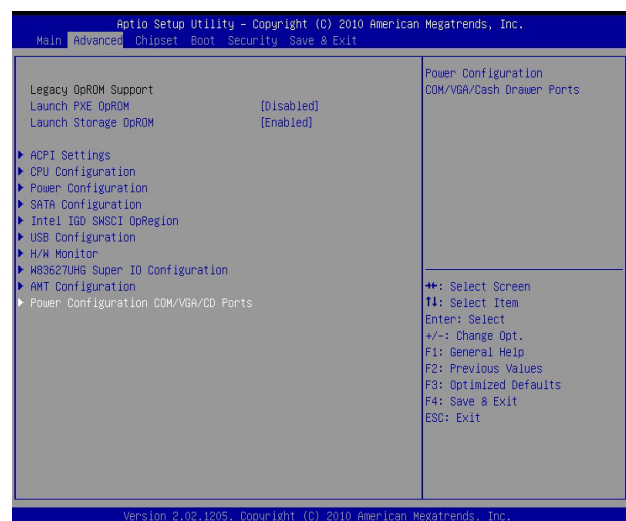 Aptio Setup Utility – Copyright (C) 2010 American Megatrends, Inc.
Main Advanced Chipset Boot Security Save & Exit
Legacy OpROM Support
Launch PXE OpROM [Disabled]
Launch Storage OpROM [Enabled]
ACPI Settings
CPU Configuration
Power Configuration
SATA Configuration
Intel IGD SWSCI OpRegion
USB Configuration
H/W Monitor
W83627UHG Super IO Configuration
AMT Configuration
Power Configuration COM/VGA/CD Ports
Power Configuration
COM/VGA/Cash Drawer Ports
→←: Select Screen
↑↓: Select Item
Enter: Select
+/-: Change Opt.
F1: General Help
F2: Previous Values
F3: Optimized Defaults
F4: Save & Exit
ESC: Exit
Version 2.02.1205. Copyright (C) 2010 American Megatrends, Inc.